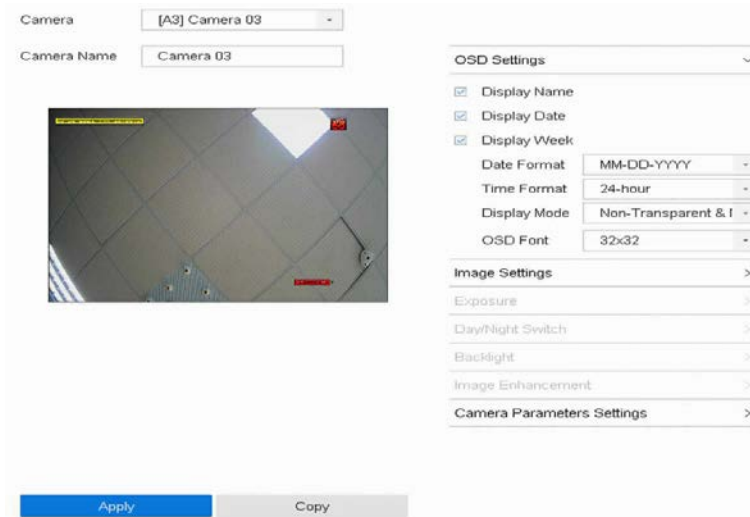 Camera [A3] Camera 03
Camera Name Camera 03
OSD Settings
Display Name
Display Date
Display Week
Date Format MM-DD-YYYY
Time Format 24-hour
Display Mode Non-Transparent &
OSD Font 32x32
Image Settings
Exposure
Day/Night Switch
Backlight
Image Enhancement
Camera Parameters Settings
Apply Copy